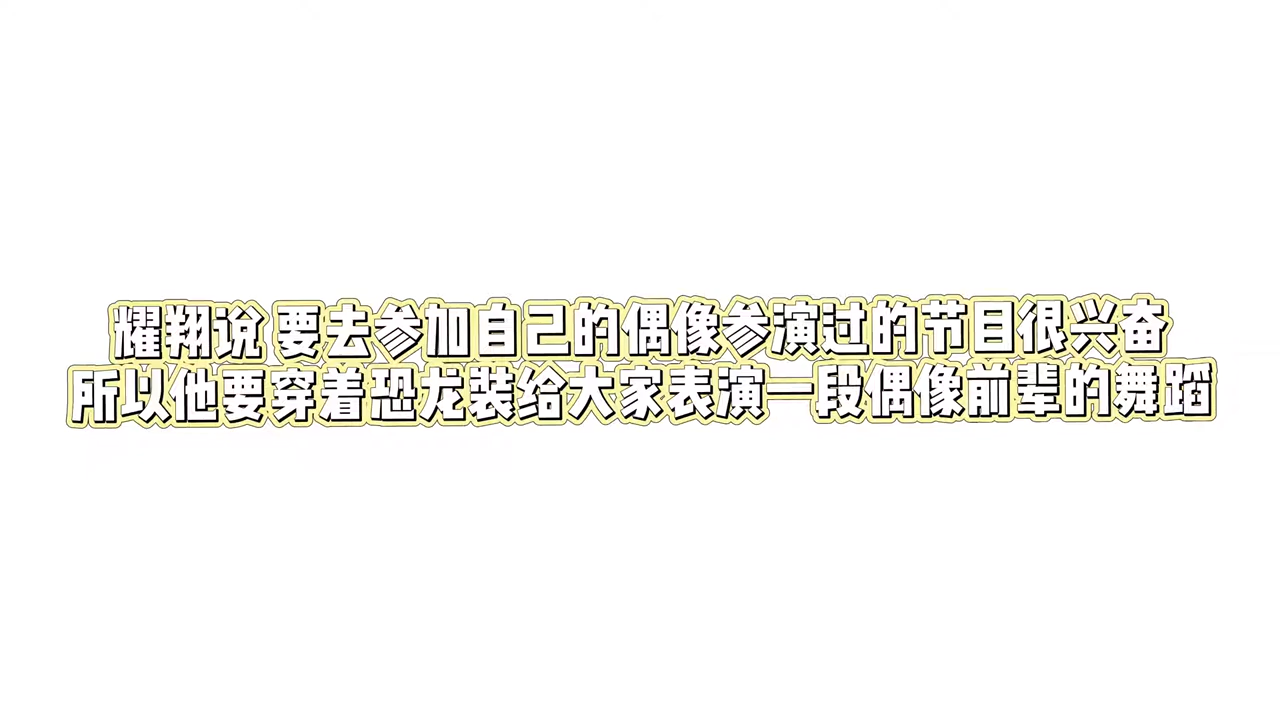 耀翔说 要去参加自己的偶像参演过的节目很兴奋
所以他要穿着恐龙装给大家表演一段偶像前辈的舞蹈